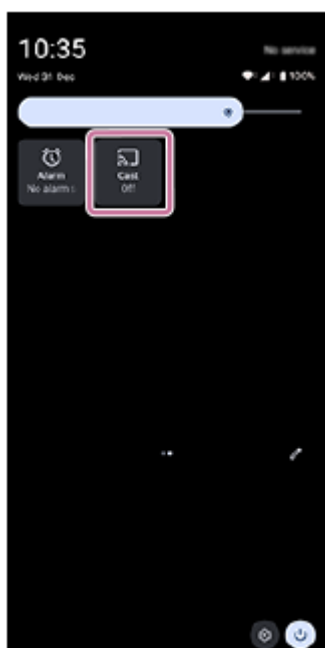 10:35
No service
Wed 31 Dec
100%
Alarm
No alarm s
Cast
Off